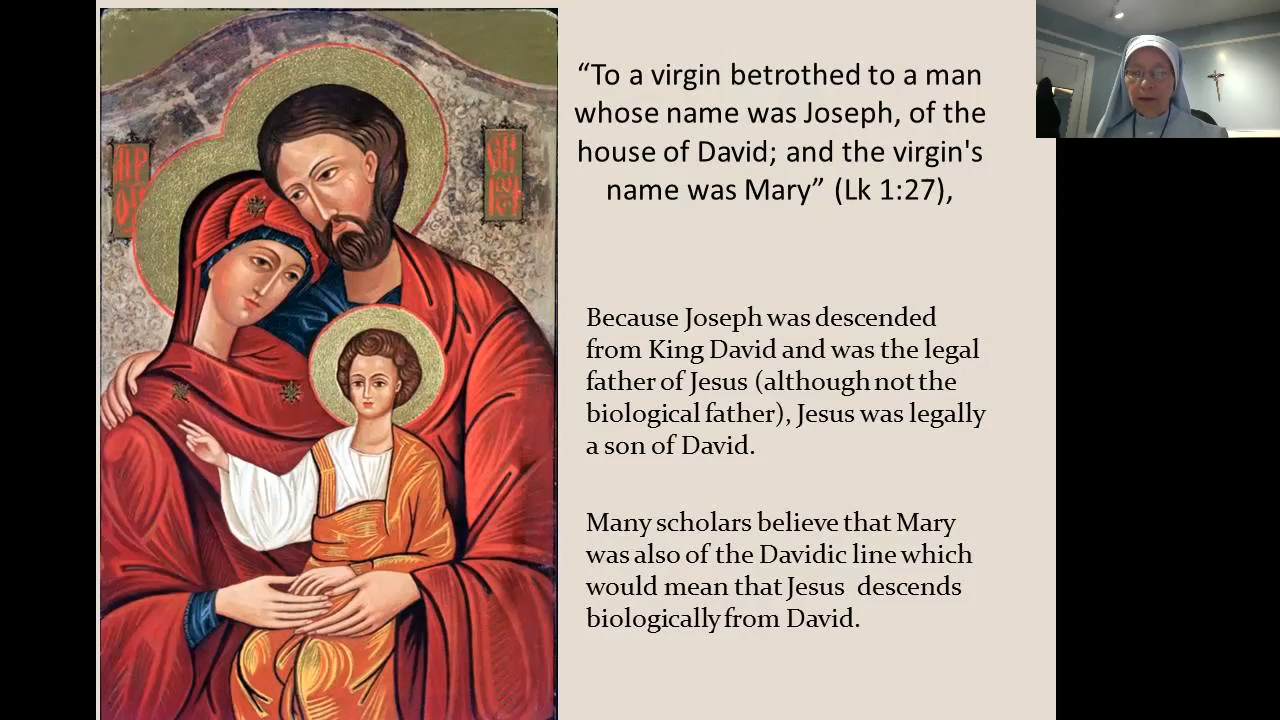 “To a virgin betrothed to a man
whose name was Joseph, of the
house of David; and the virgin's
name was Mary” (Lk 1:27),
Because Joseph was descended
from King David and was the legal
father of Jesus (although not the
biological father), Jesus was legally
a son of David.
Many scholars believe that Mary
was also of the Davidic line which
would mean that Jesus  descends
biologically from David.